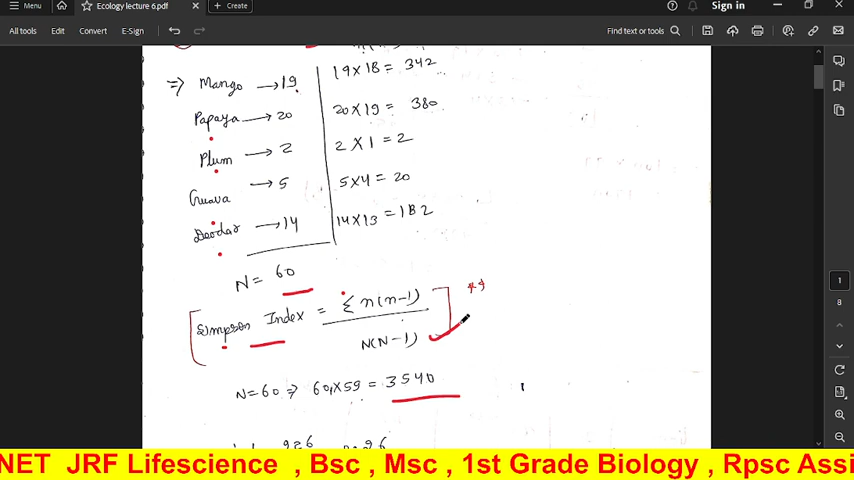 Menu
Ecology lecture 6.pdf
Create
Sign in
All tools Edit Convert E-Sign
Find text or tools
⇒ Mango → 19 19 × 18 = 342
Papaya → 20 20 × 19 = 380
Plum → 2 2 × 1 = 2
Guava → 5 5 × 4 = 20
Deodar → 14 14 × 13 = 182
N = 60
[Simpson Index = Σ n(n-1) / N(N-1)] **
N = 60 ⇒ 60 × 59 = 3540
1
8
NET JRF Lifescience , Bsc , Msc , 1st Grade Biology , Rpsc Assi